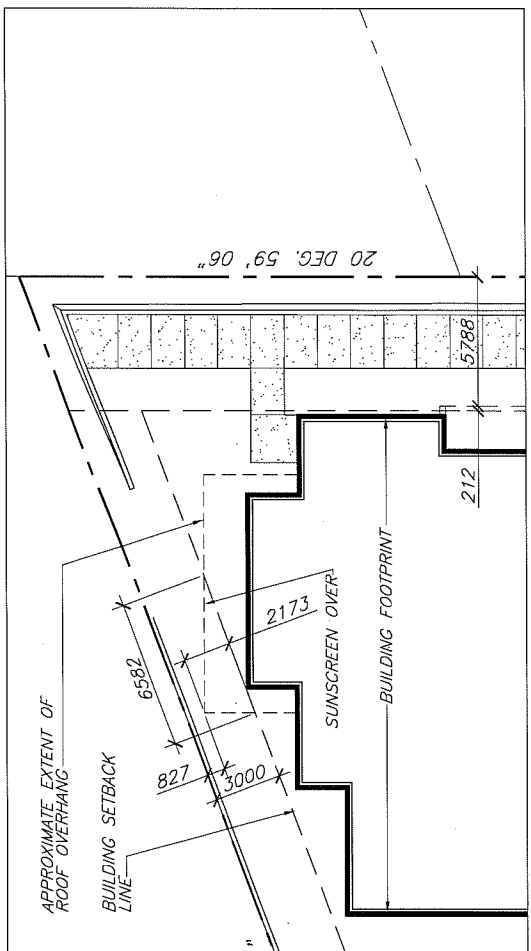 APPROXIMATE EXTENT OF
ROOF OVERHANG
BUILDING SETBACK
LINE
20 DEG. 59' 06"
6582
827
3000
2173
SUNSCREEN OVER
BUILDING FOOTPRINT
5788
212
"